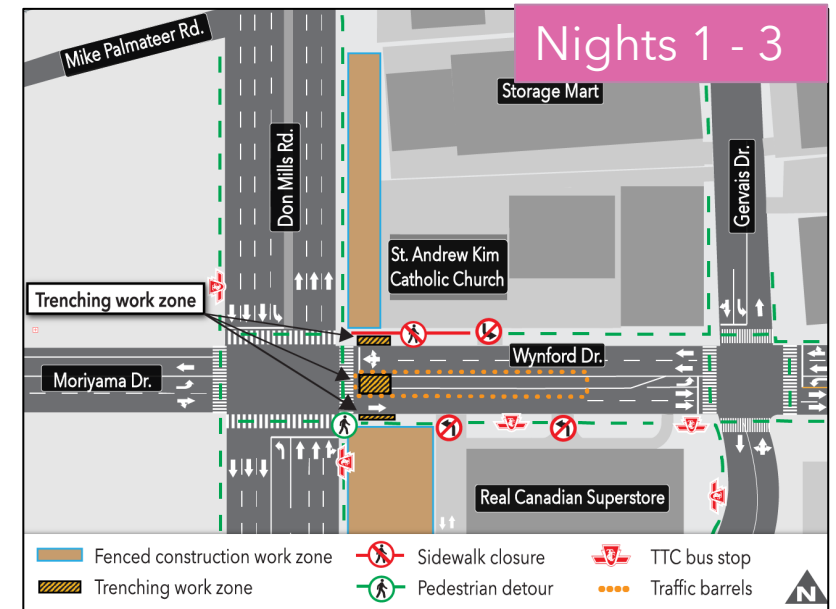 Nights 1 - 3
Mike Palmateer Rd.
Storage Mart
Don Mills Rd.
Gervais Dr.
St. Andrew Kim
Catholic Church
Trenching work zone
Wynford Dr.
Moriyama Dr.
Real Canadian Superstore
Fenced construction work zone
Sidewalk closure
TTC bus stop
Trenching work zone
Pedestrian detour
Traffic barrels
N